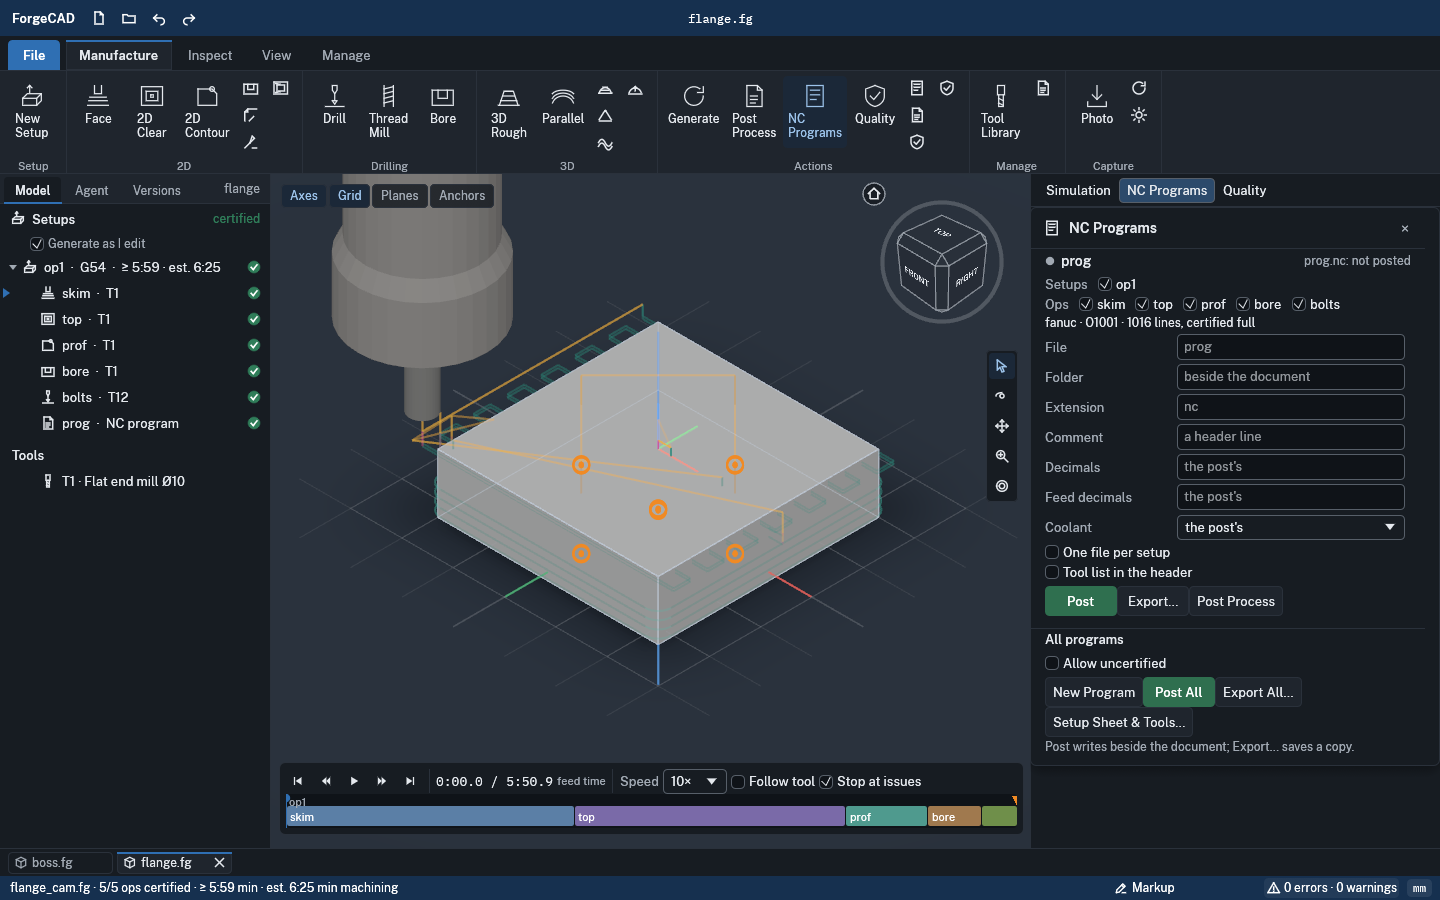 ForgeCAD
flange.fg
File
Manufacture
Inspect
View
Manage
New Setup
Face
2D Clear
2D Contour
Drill
Thread Mill
Bore
3D Rough
Parallel
Generate
Post Process
NC Programs
Quality
Tool Library
Photo
Setup
2D
Drilling
3D
Actions
Manage
Capture
Model
Agent
Versions
flange
Setups
certified
Generate as I edit
op1 · G54 · ≥ 5:59 · est. 6:25
skim · T1
top · T1
prof · T1
bore · T1
bolts · T12
prog · NC program
Tools
T1 · Flat end mill Ø10
Axes
Grid
Planes
Anchors
TOP
FRONT
RIGHT
0:00.0 / 5:50.9 feed time
Speed
10×
Follow tool
Stop at issues
op1
skim
top
prof
bore
Simulation
NC Programs
Quality
NC Programs
×
prog
prog.nc: not posted
Setups
op1
Ops
skim
top
prof
bore
bolts
fanuc · O1001 · 1016 lines, certified full
File
prog
Folder
beside the document
Extension
nc
Comment
a header line
Decimals
the post's
Feed decimals
the post's
Coolant
the post's
One file per setup
Tool list in the header
Post
Export...
Post Process
All programs
Allow uncertified
New Program
Post All
Export All...
Setup Sheet & Tools...
Post writes beside the document; Export... saves a copy.
boss.fg
flange.fg
flange_cam.fg · 5/5 ops certified · ≥ 5:59 min · est. 6:25 min machining
Markup
0 errors · 0 warnings
mm